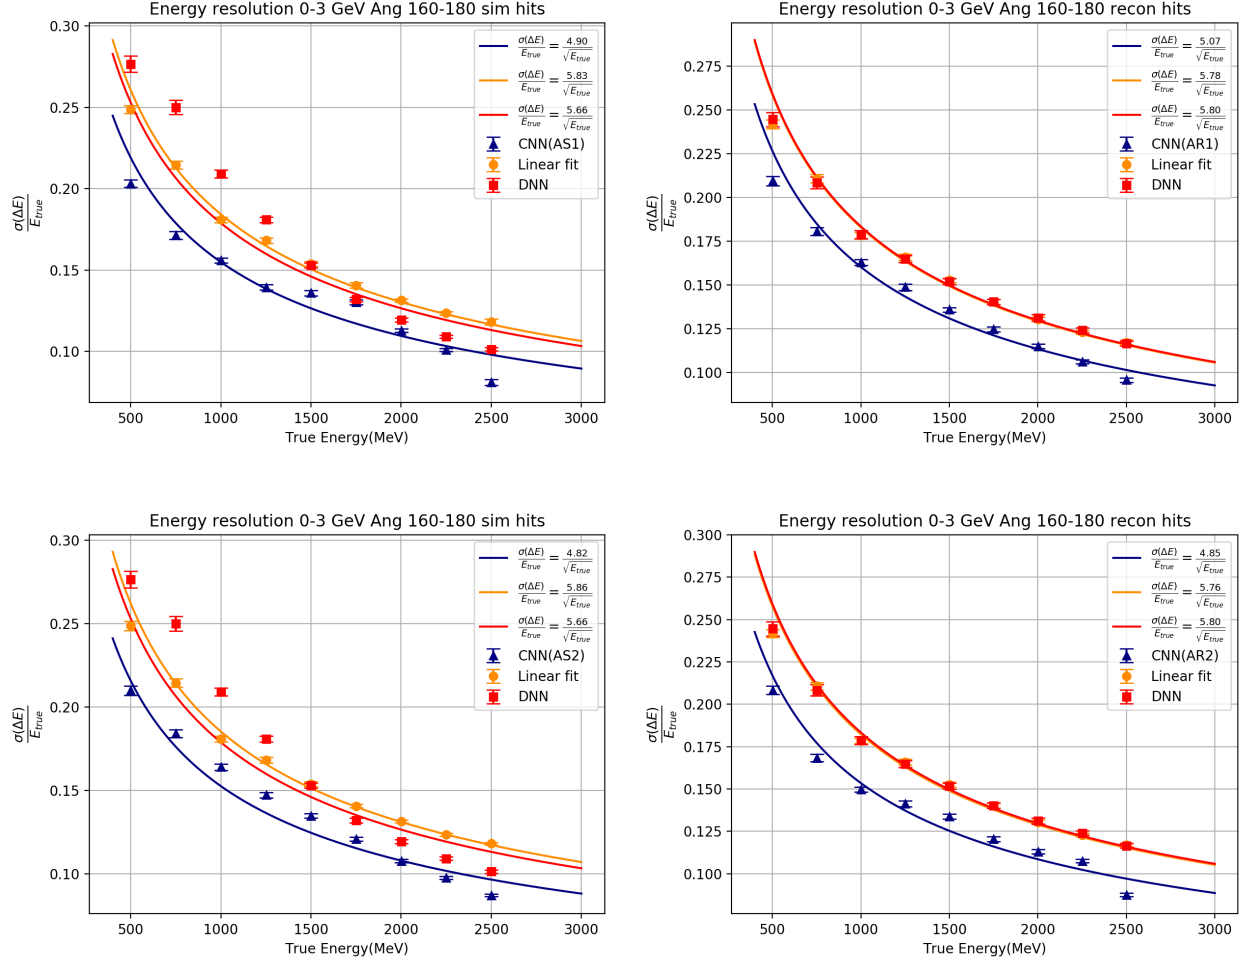 Energy resolution 0-3 GeV Ang 160-180 sim hits
0.30
0.25
0.20
0.15
0.10
σ(ΔE)/E_true
500 1000 1500 2000 2500 3000
True Energy(MeV)
σ(ΔE)/E_true = 4.90/√E_true
σ(ΔE)/E_true = 5.83/√E_true
σ(ΔE)/E_true = 5.66/√E_true
CNN(AS1)
Linear fit
DNN
Energy resolution 0-3 GeV Ang 160-180 recon hits
0.275
0.250
0.225
0.200
0.175
0.150
0.125
0.100
σ(ΔE)/E_true
500 1000 1500 2000 2500 3000
True Energy(MeV)
σ(ΔE)/E_true = 5.07/√E_true
σ(ΔE)/E_true = 5.78/√E_true
σ(ΔE)/E_true = 5.80/√E_true
CNN(AR1)
Linear fit
DNN
Energy resolution 0-3 GeV Ang 160-180 sim hits
0.30
0.25
0.20
0.15
0.10
σ(ΔE)/E_true
500 1000 1500 2000 2500 3000
True Energy(MeV)
σ(ΔE)/E_true = 4.82/√E_true
σ(ΔE)/E_true = 5.86/√E_true
σ(ΔE)/E_true = 5.66/√E_true
CNN(AS2)
Linear fit
DNN
Energy resolution 0-3 GeV Ang 160-180 recon hits
0.300
0.275
0.250
0.225
0.200
0.175
0.150
0.125
0.100
σ(ΔE)/E_true
500 1000 1500 2000 2500 3000
True Energy(MeV)
σ(ΔE)/E_true = 4.85/√E_true
σ(ΔE)/E_true = 5.76/√E_true
σ(ΔE)/E_true = 5.80/√E_true
CNN(AR2)
Linear fit
DNN